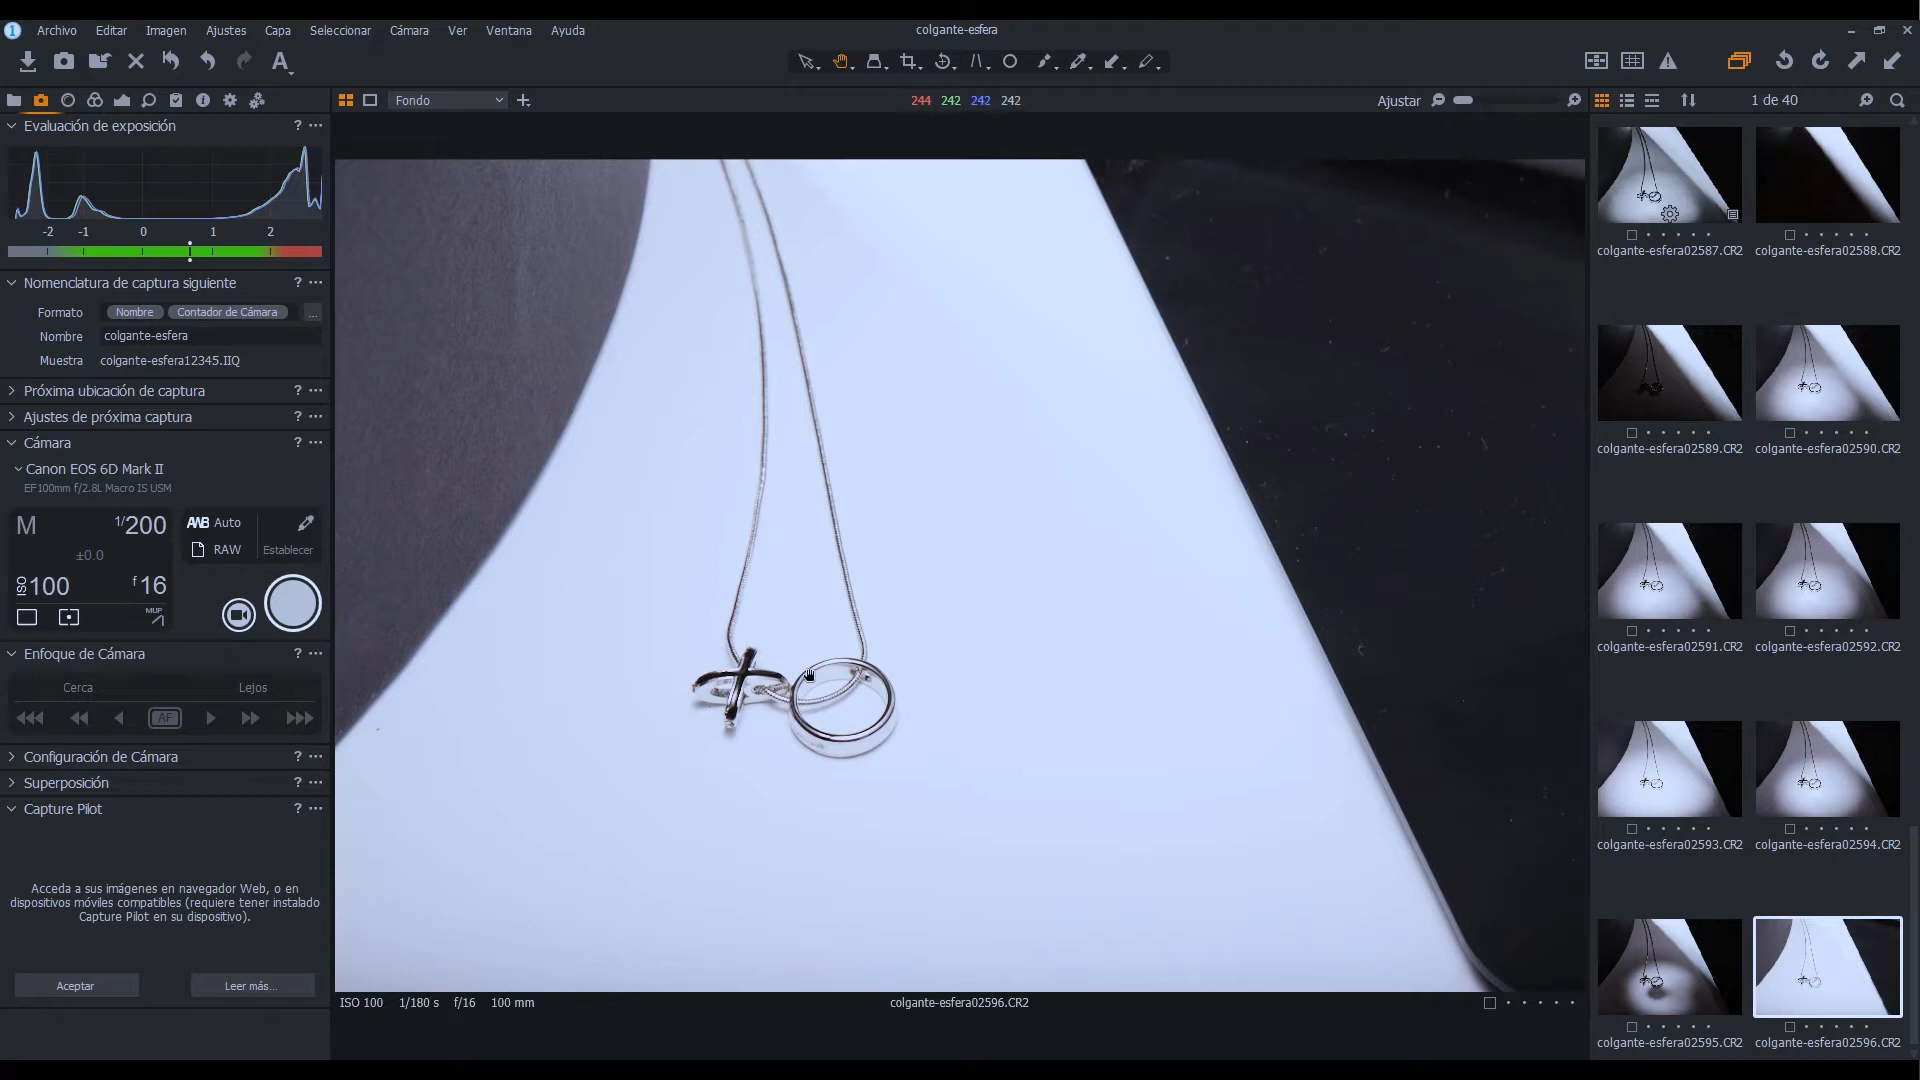 Archivo Editar Imagen Ajustes Capa Seleccionar Cámara Ver Ventana Ayuda
colgante-esfera
Fondo
244 242 242 242
Ajustar
1 de 40
Evaluación de exposición ? ...
-2 -1 0 1 2
Nomenclatura de captura siguiente ? ...
Formato Nombre Contador de Cámara ...
Nombre colgante-esfera
Muestra colgante-esfera12345.IIQ
Próxima ubicación de captura ? ...
Ajustes de próxima captura ? ...
Cámara ? ...
Canon EOS 6D Mark II
EF100mm f/2.8L Macro IS USM
M 1/200
AWB Auto
±0.0
RAW Establecer
ISO 100 f16
MUP
Enfoque de Cámara ? ...
Cerca Lejos
AF
Configuración de Cámara ? ...
Superposición ? ...
Capture Pilot ? ...
Acceda a sus imágenes en navegador Web, o en
dispositivos móviles compatibles (requiere tener instalado
Capture Pilot en su dispositivo).
Aceptar Leer más...
ISO 100 1/180 s f/16 100 mm
colgante-esfera02596.CR2
colgante-esfera02587.CR2 colgante-esfera02588.CR2
colgante-esfera02589.CR2 colgante-esfera02590.CR2
colgante-esfera02591.CR2 colgante-esfera02592.CR2
colgante-esfera02593.CR2 colgante-esfera02594.CR2
colgante-esfera02595.CR2 colgante-esfera02596.CR2